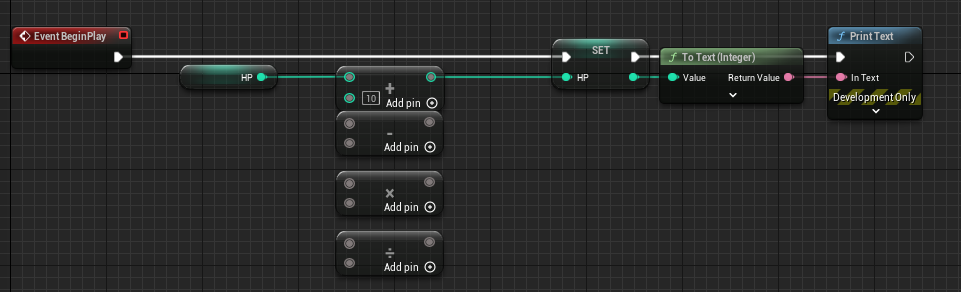 Event BeginPlay
HP
+
10
Add pin
-
Add pin
×
Add pin
÷
Add pin
SET
HP
f To Text (Integer)
Value Return Value
f Print Text
In Text
Development Only